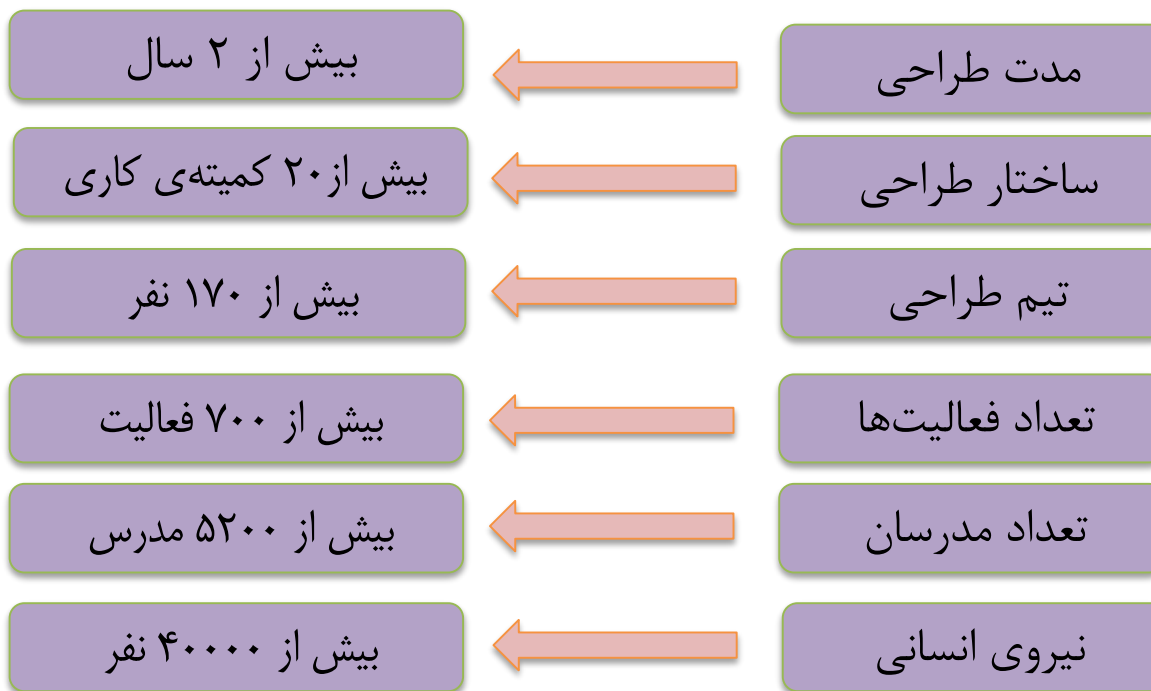 مدت طراحی
بیش از ۲ سال
ساختار طراحی
بیش از۲۰ کمیته‌ی کاری
تیم طراحی
بیش از ۱۷۰ نفر
تعداد فعالیت‌ها
بیش از ۷۰۰ فعالیت
تعداد مدرسان
بیش از ۵۲۰۰ مدرس
نیروی انسانی
بیش از ۴۰۰۰۰ نفر